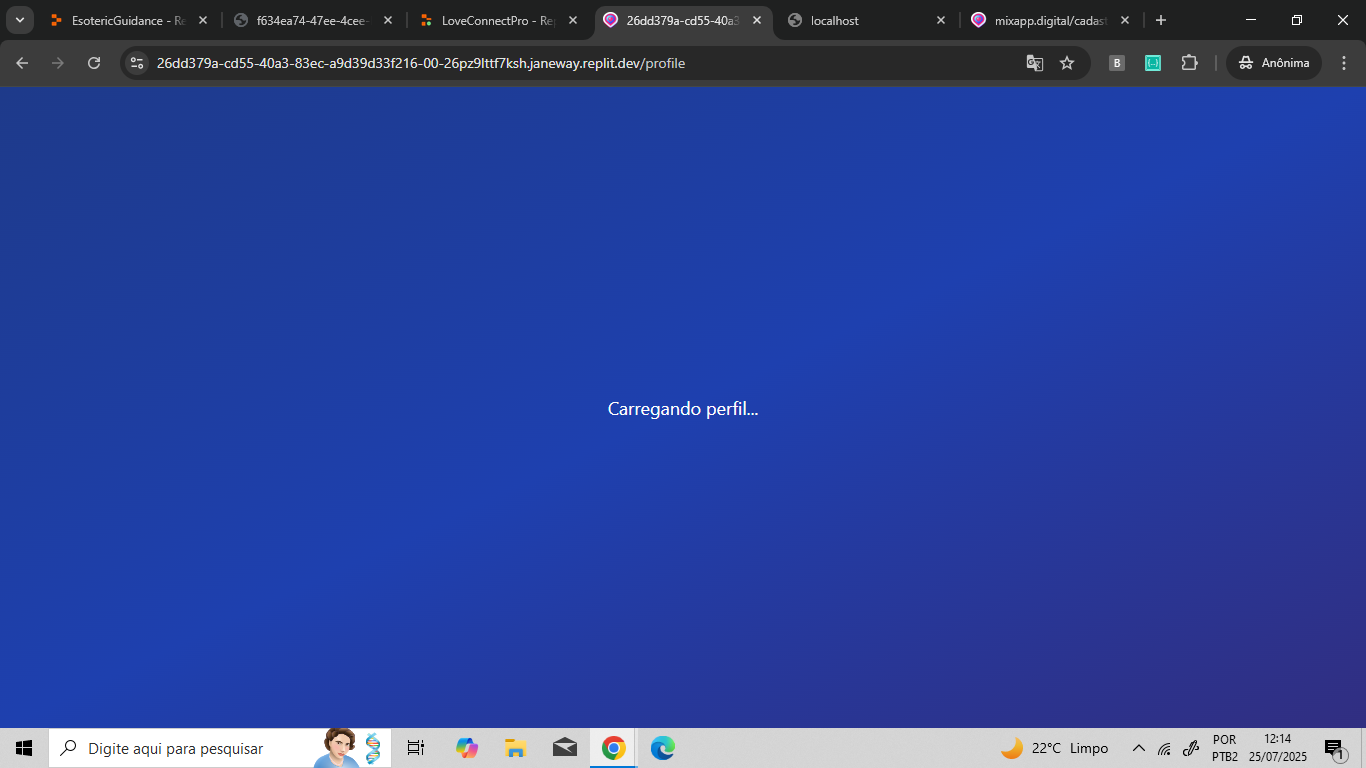 EsotericGuidance - Re
f634ea74-47ee-4cee-
LoveConnectPro - Rep
26dd379a-cd55-40a3
localhost
mixapp.digital/cadast
26dd379a-cd55-40a3-83ec-a9d39d33f216-00-26pz9lttf7ksh.janeway.replit.dev/profile
B
Anônima
Carregando perfil...
Digite aqui para pesquisar
22°C Limpo
POR
PTB2
12:14
25/07/2025
1